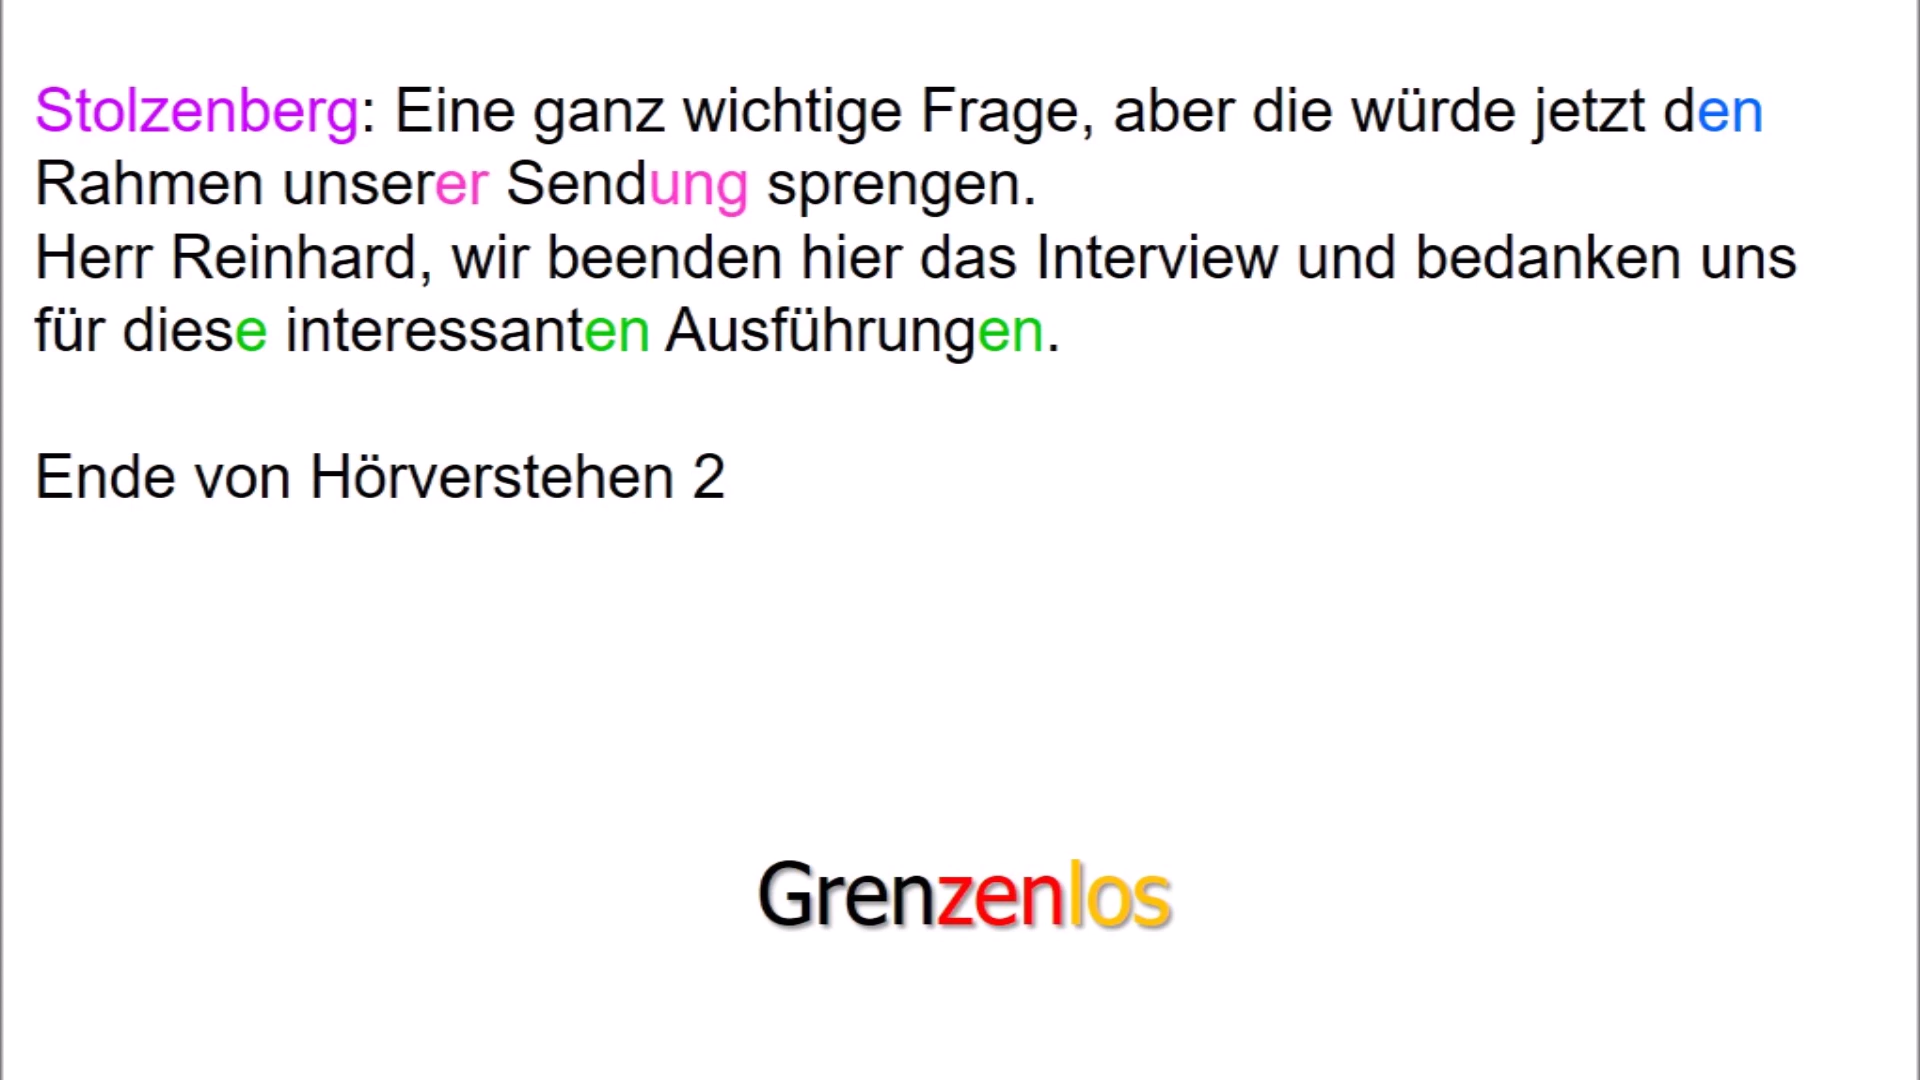 Stolzenberg: Eine ganz wichtige Frage, aber die würde jetzt den
Rahmen unserer Sendung sprengen.
Herr Reinhard, wir beenden hier das Interview und bedanken uns
für diese interessanten Ausführungen.
Ende von Hörverstehen 2
Grenzenlos